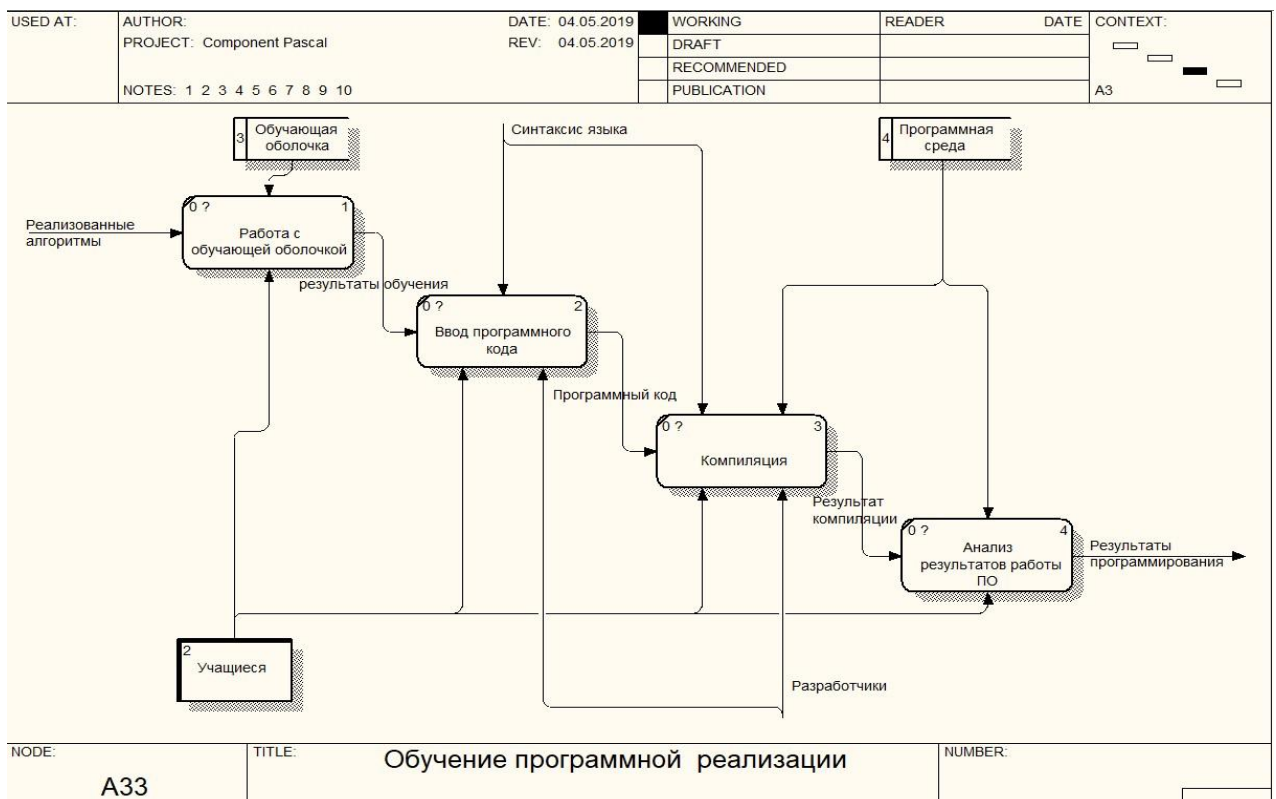 USED AT:
AUTHOR:
DATE: 04.05.2019
WORKING
READER
DATE
CONTEXT:
PROJECT: Component Pascal
REV: 04.05.2019
DRAFT
RECOMMENDED
NOTES: 1 2 3 4 5 6 7 8 9 10
PUBLICATION
A3
3
Обучающая
оболочка
Синтаксис языка
4
Программная
среда
Реализованные
алгоритмы
0 ?
1
Работа с
обучающей оболочкой
результаты обучения
0 ?
2
Ввод программного
кода
Программный код
0 ?
3
Компиляция
Результат
компиляции
0 ?
4
Анализ
результатов работы
ПО
Результаты
программирования
2
Учащиеся
Разработчики
NODE:
A33
TITLE:
Обучение программной реализации
NUMBER: